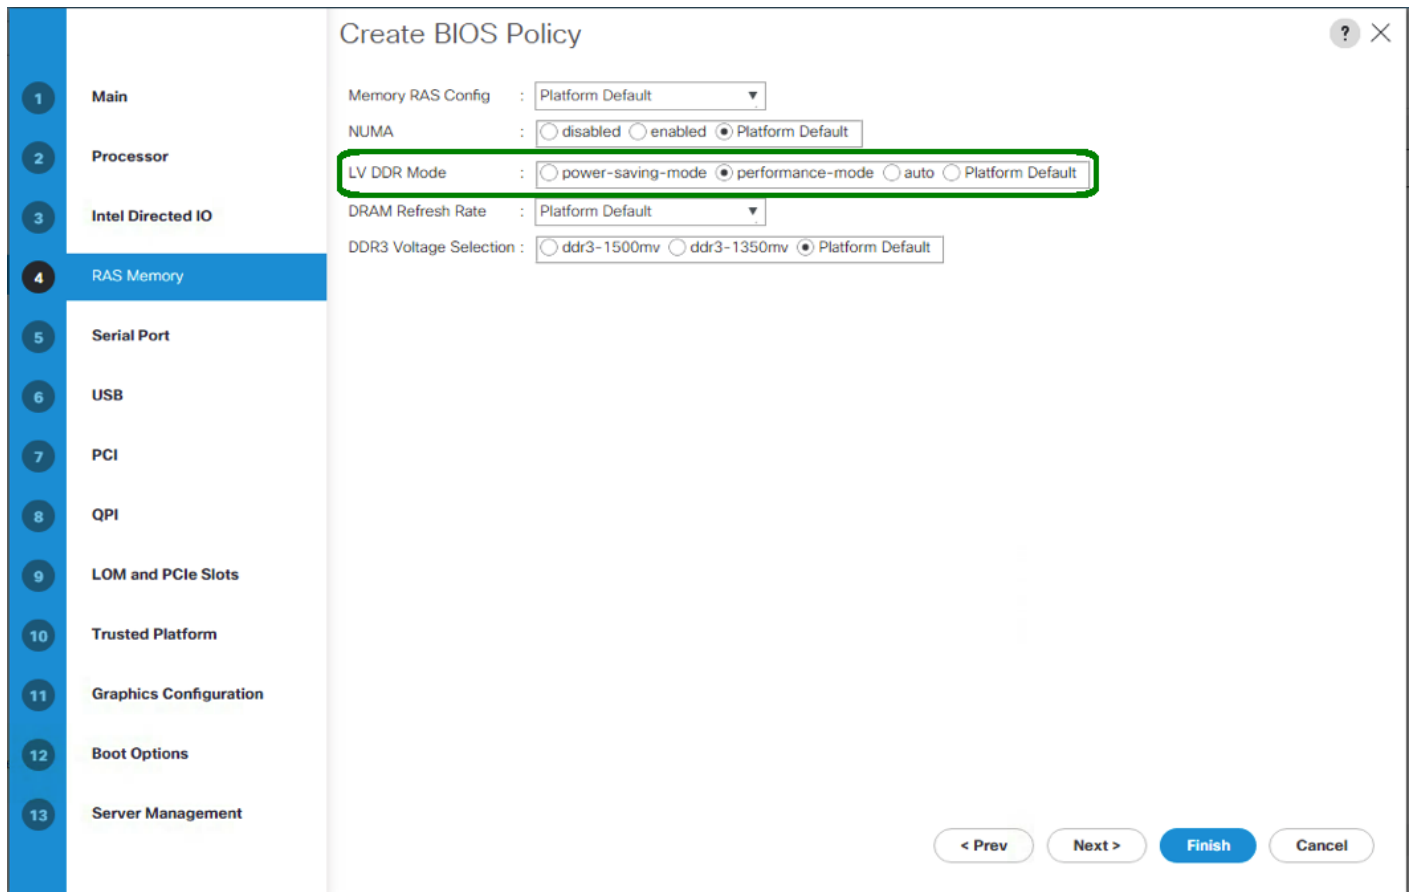 Create BIOS Policy
?
1 Main
2 Processor
3 Intel Directed IO
4 RAS Memory
5 Serial Port
6 USB
7 PCI
8 QPI
9 LOM and PCIe Slots
10 Trusted Platform
11 Graphics Configuration
12 Boot Options
13 Server Management
Memory RAS Config : Platform Default
NUMA : disabled enabled Platform Default
LV DDR Mode : power-saving-mode performance-mode auto Platform Default
DRAM Refresh Rate : Platform Default
DDR3 Voltage Selection : ddr3-1500mv ddr3-1350mv Platform Default
< Prev Next > Finish Cancel